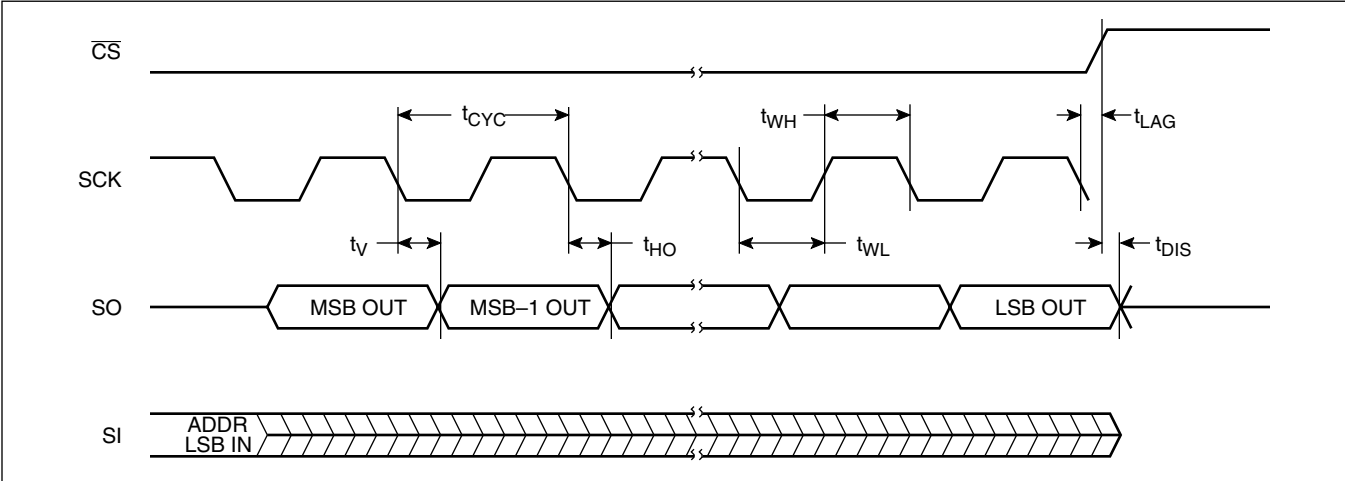 CS
tCYC
tWH
tLAG
SCK
tV
tHO
tWL
tDIS
SO
MSB OUT
MSB–1 OUT
LSB OUT
SI
ADDR
LSB IN